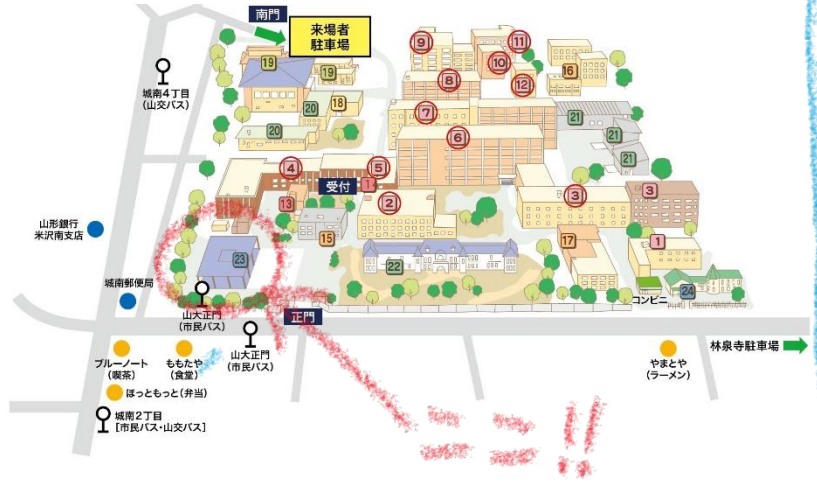 南門
来場者
駐車場
城南4丁目
(山交バス)
⑨
⑪
⑩
⑫
⑧
⑦
⑥
16
19
19
18
20
20
21
21
21
④
⑤
受付
14
13
15
②
③
3
17
1
22
23
24
コンビニ
山形銀行
米沢南支店
城南郵便局
山大正門
(市民バス)
正門
山大正門
(市民バス)
ブルーノート
(喫茶)
ももたや
(食堂)
ほっともっと(弁当)
城南2丁目
[市民バス・山交バス]
やまとや
(ラーメン)
林泉寺駐車場
ココ!!